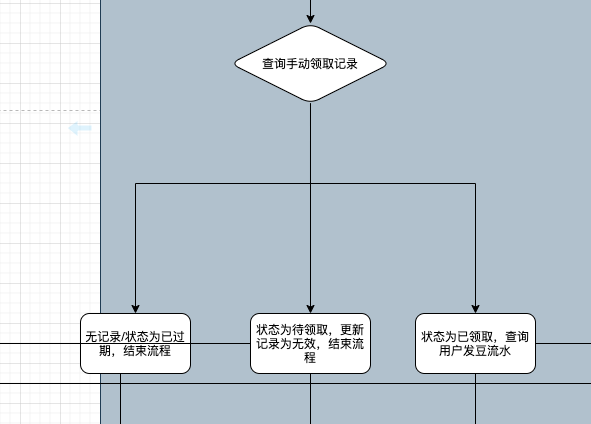 查询手动领取记录
无记录/状态为已过
期，结束流程
状态为待领取，更新
记录为无效，结束流
程
状态为已领取，查询
用户发豆流水